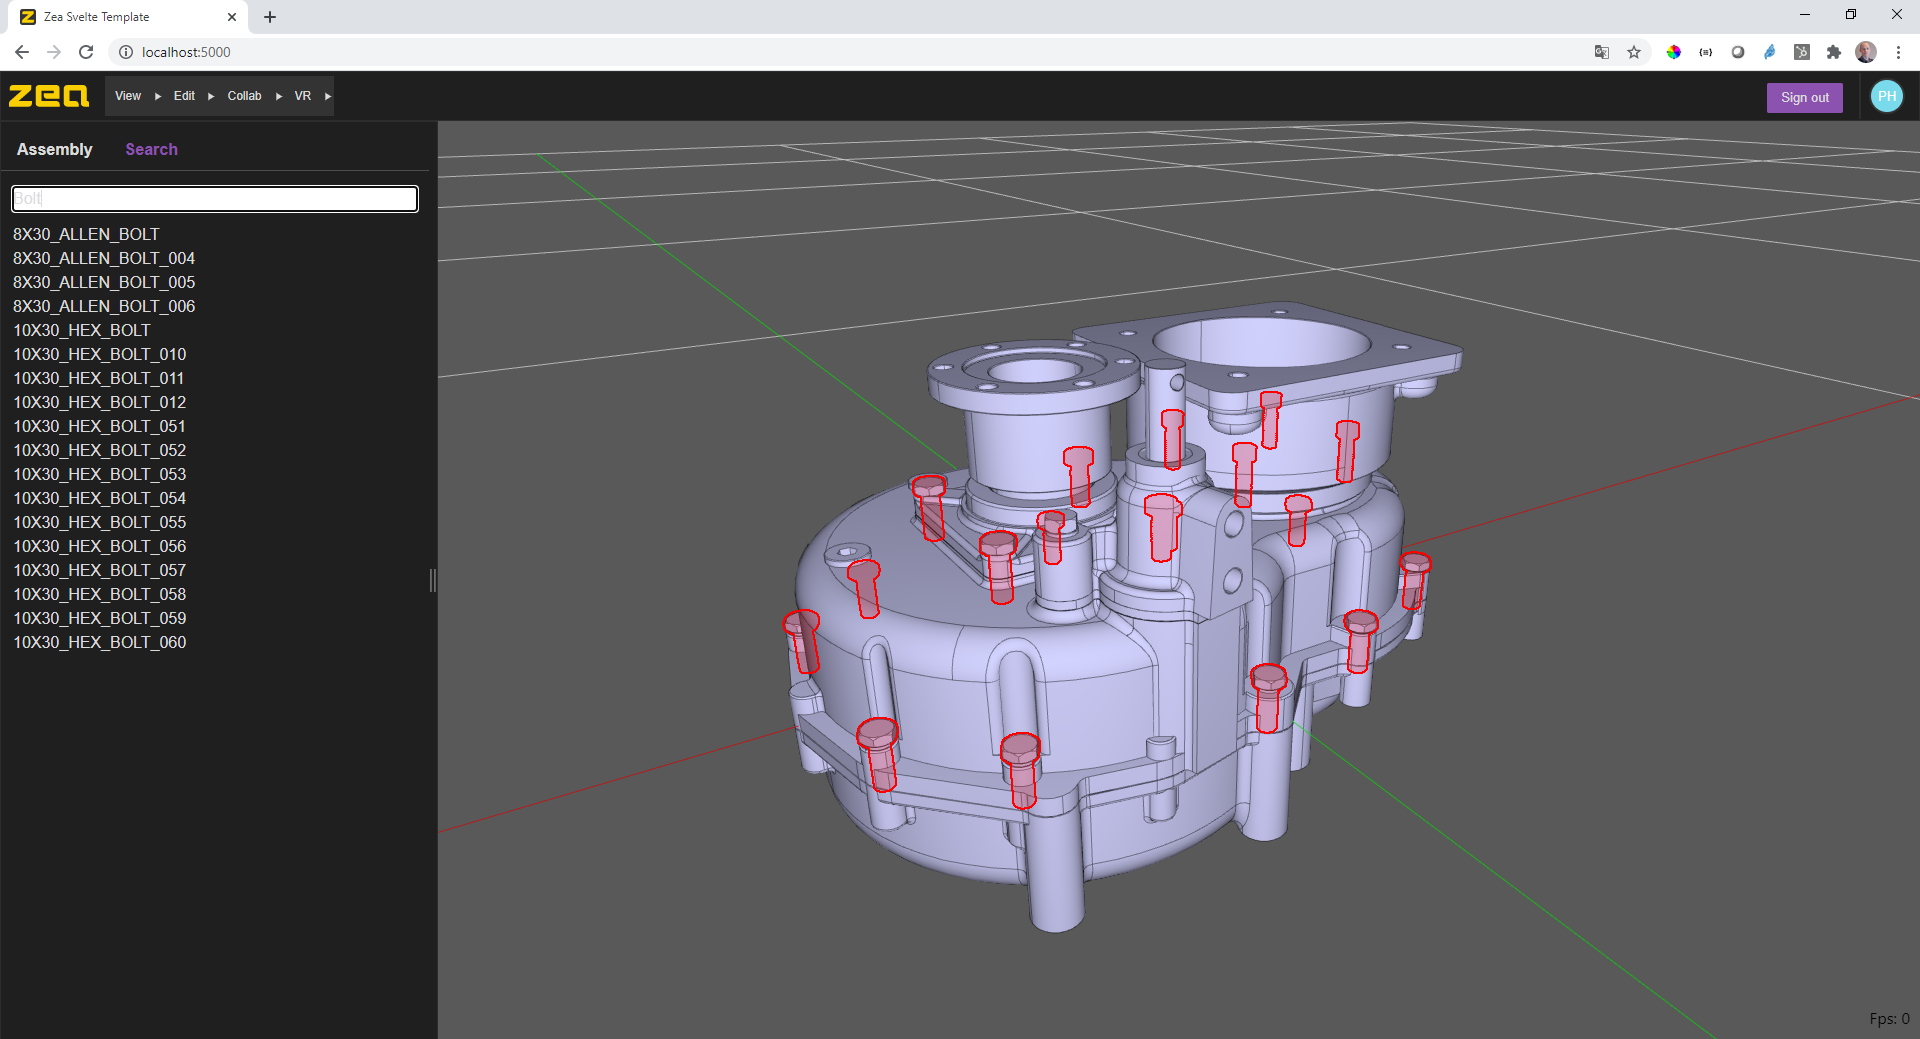 Zea Svelte Template
localhost:5000
zea
View Edit Collab VR
Sign out
PH
Assembly Search
Bolt
8X30_ALLEN_BOLT
8X30_ALLEN_BOLT_004
8X30_ALLEN_BOLT_005
8X30_ALLEN_BOLT_006
10X30_HEX_BOLT
10X30_HEX_BOLT_010
10X30_HEX_BOLT_011
10X30_HEX_BOLT_012
10X30_HEX_BOLT_051
10X30_HEX_BOLT_052
10X30_HEX_BOLT_053
10X30_HEX_BOLT_054
10X30_HEX_BOLT_055
10X30_HEX_BOLT_056
10X30_HEX_BOLT_057
10X30_HEX_BOLT_058
10X30_HEX_BOLT_059
10X30_HEX_BOLT_060
Fps: 0